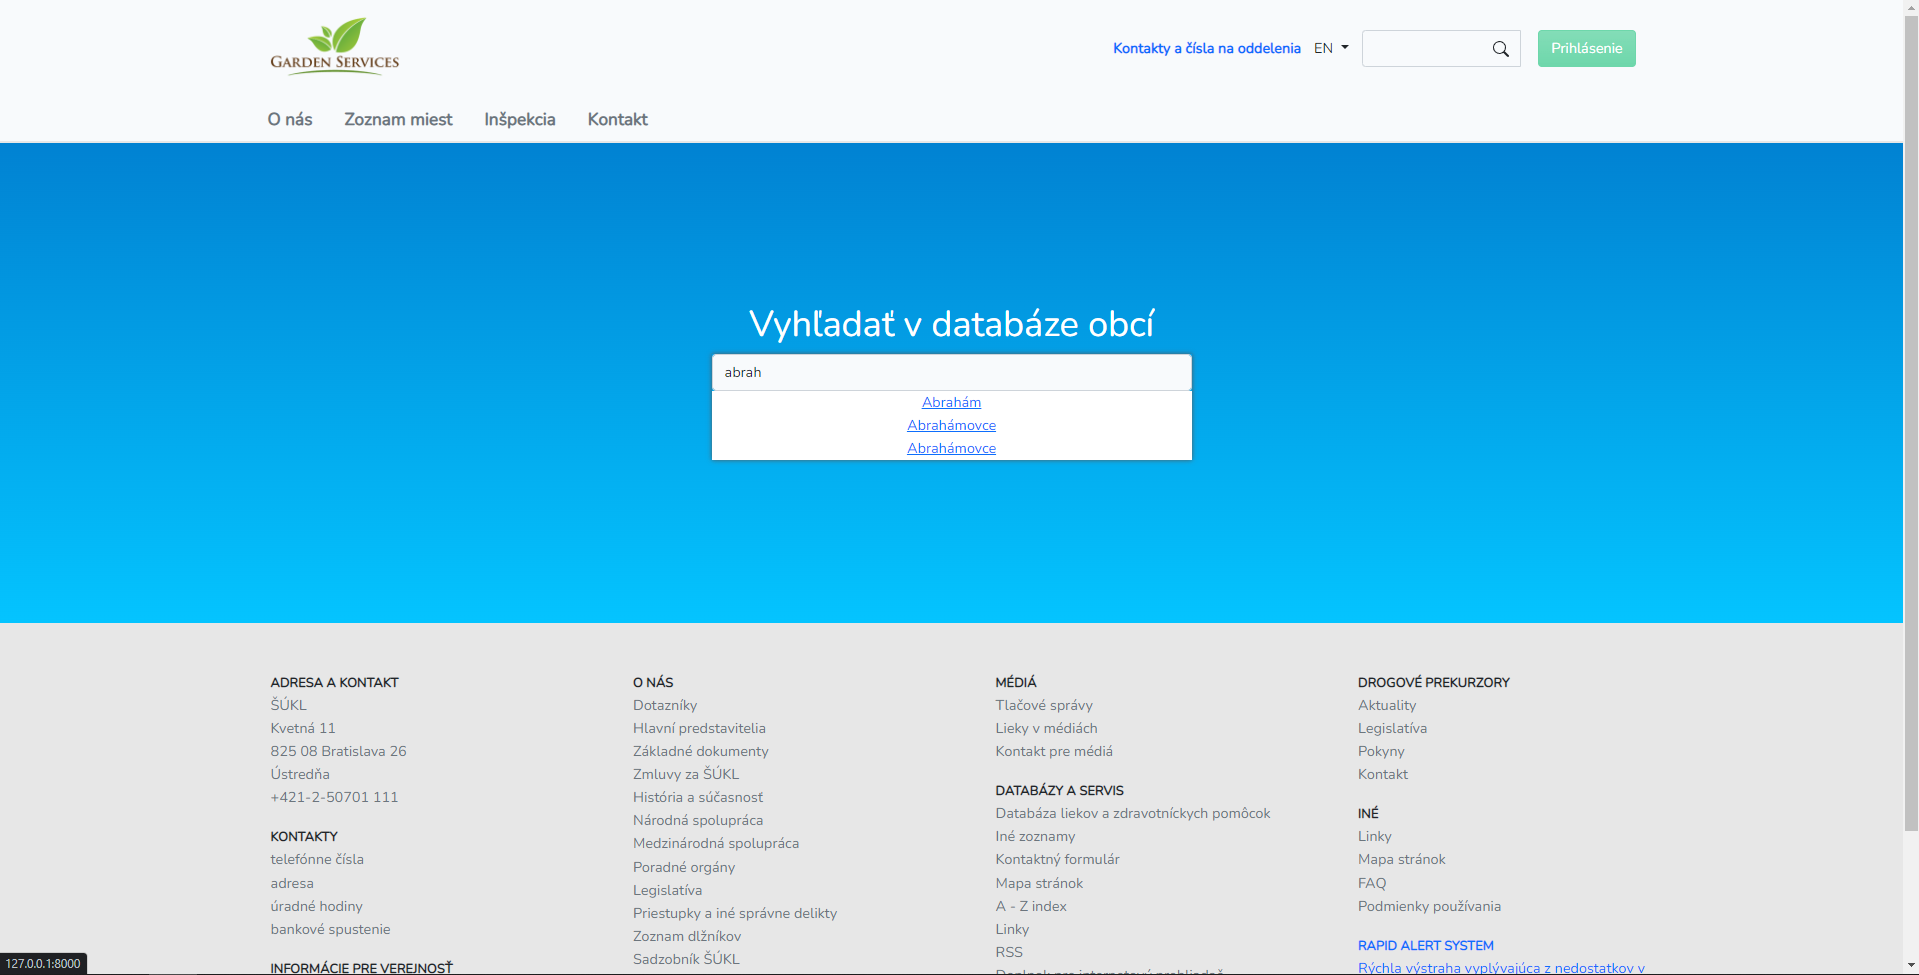 GARDEN SERVICES
Kontakty a čísla na oddelenia EN
Prihlásenie
O nás Zoznam miest Inšpekcia Kontakt
Vyhľadať v databáze obcí
abrah
Abrahám
Abrahámovce
Abrahámovce
ADRESA A KONTAKT
ŠÚKL
Kvetná 11
825 08 Bratislava 26
Ústredňa
+421-2-50701 111
KONTAKTY
telefónne čísla
adresa
úradné hodiny
bankové spustenie
INFORMÁCIE PRE VEREJNOSŤ
O NÁS
Dotazníky
Hlavní predstavitelia
Základné dokumenty
Zmluvy za ŠÚKL
História a súčasnosť
Národná spolupráca
Medzinárodná spolupráca
Poradné orgány
Legislatíva
Priestupky a iné správne delikty
Zoznam dlžníkov
Sadzobník ŠÚKL
MÉDIÁ
Tlačové správy
Lieky v médiách
Kontakt pre médiá
DATABÁZY A SERVIS
Databáza liekov a zdravotníckych pomôcok
Iné zoznamy
Kontaktný formulár
Mapa stránok
A - Z index
Linky
RSS
Doplnok pre internetový prehliadač
DROGOVÉ PREKURZORY
Aktuality
Legislatíva
Pokyny
Kontakt
INÉ
Linky
Mapa stránok
FAQ
Podmienky používania
RAPID ALERT SYSTEM
Rýchla výstraha vyplývajúca z nedostatkov v
127.0.0.1:8000